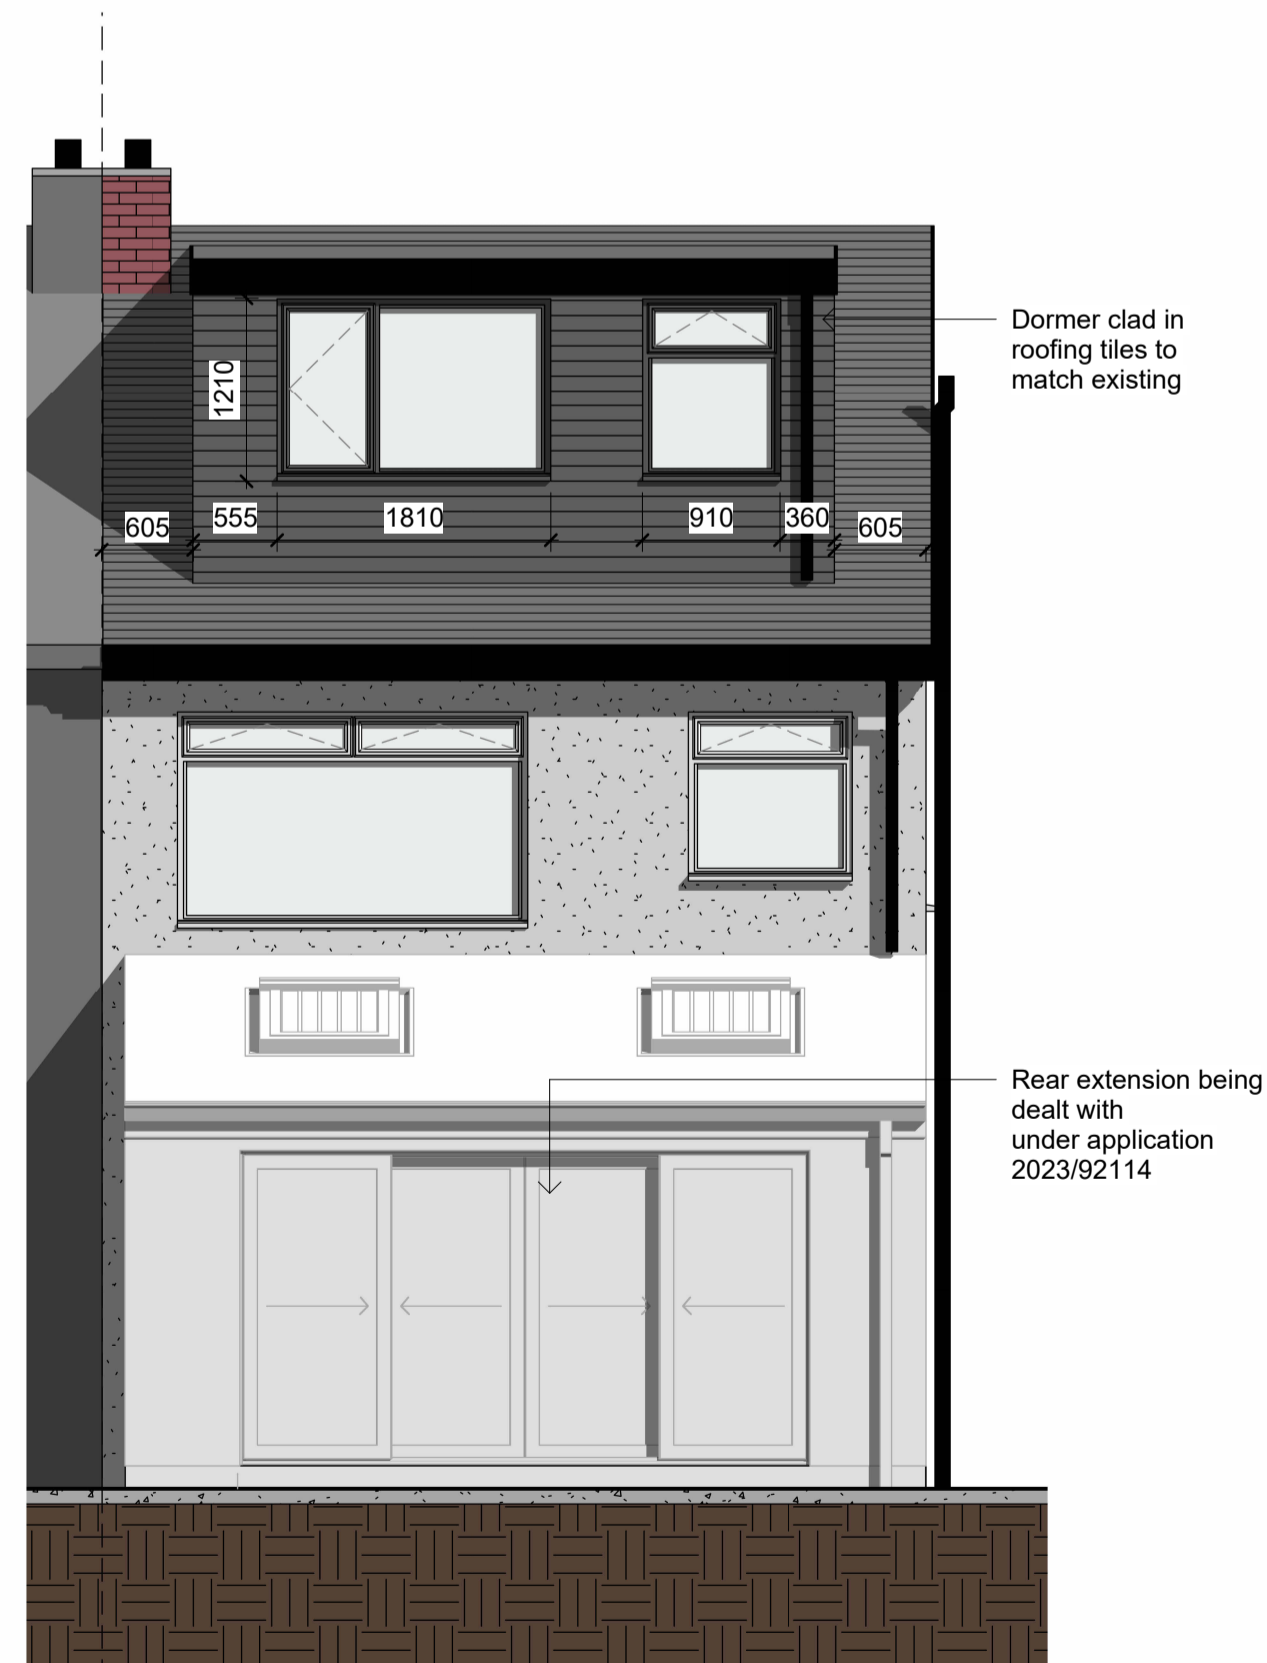 Dormer clad in
roofing tiles to
match existing
1210
605
555
1810
910
360
605
Rear extension being
dealt with
under application
2023/92114